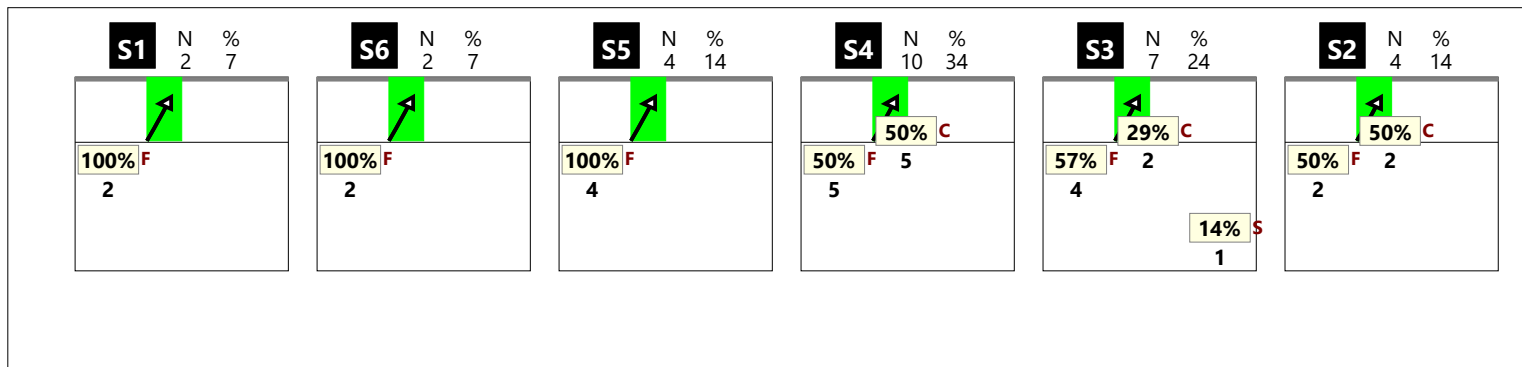 S1 N % 2 7
100% F
2
S6 N % 2 7
100% F
2
S5 N % 4 14
100% F
4
S4 N % 10 34
50% C
50% F 5
5
S3 N % 7 24
29% C
57% F 2
4
14% S
1
S2 N % 4 14
50% C
50% F 2
2